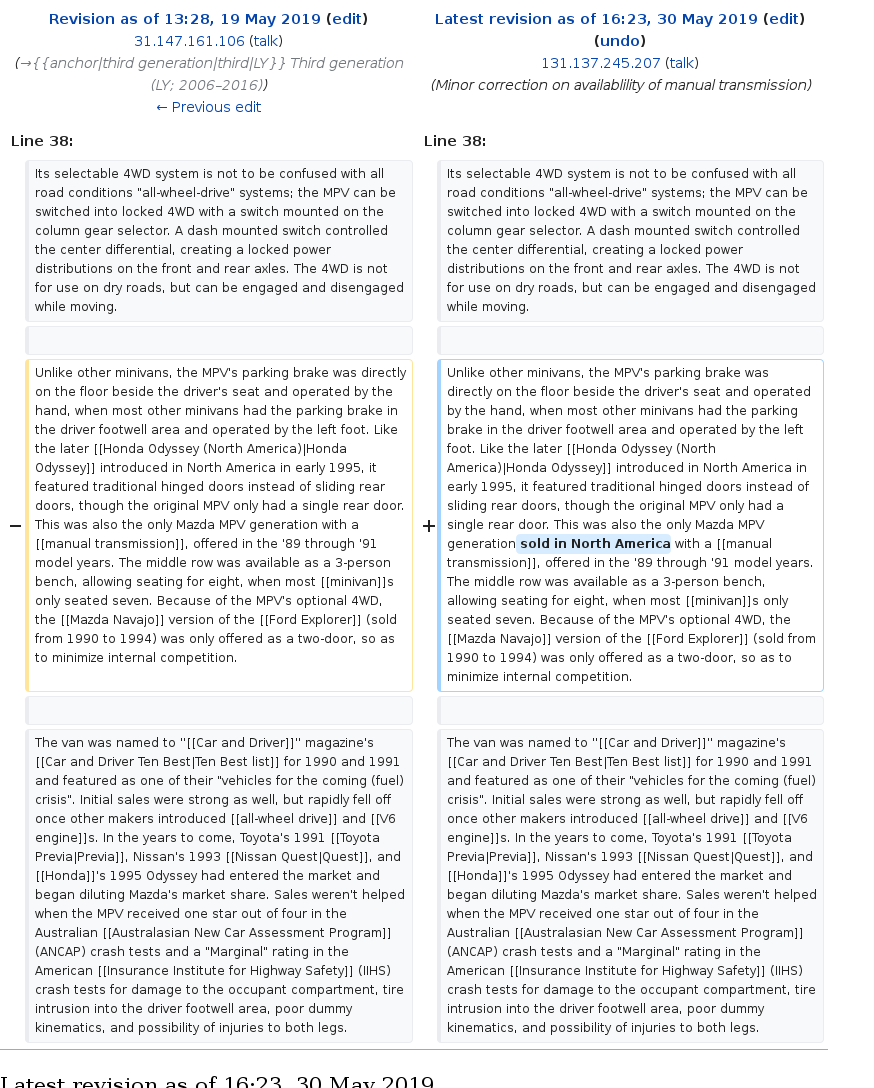 Revision as of 13:28, 19 May 2019 (edit)
31.147.161.106 (talk)
(→{{anchor|third generation|third|LY}} Third generation
(LY; 2006–2016))
← Previous edit
Latest revision as of 16:23, 30 May 2019 (edit)
(undo)
131.137.245.207 (talk)
(Minor correction on availablility of manual transmission)
Line 38:
Line 38:
Its selectable 4WD system is not to be confused with all
road conditions "all-wheel-drive" systems; the MPV can be
switched into locked 4WD with a switch mounted on the
column gear selector. A dash mounted switch controlled
the center differential, creating a locked power
distributions on the front and rear axles. The 4WD is not
for use on dry roads, but can be engaged and disengaged
while moving.
Its selectable 4WD system is not to be confused with all
road conditions "all-wheel-drive" systems; the MPV can be
switched into locked 4WD with a switch mounted on the
column gear selector. A dash mounted switch controlled
the center differential, creating a locked power
distributions on the front and rear axles. The 4WD is not
for use on dry roads, but can be engaged and disengaged
while moving.
−
Unlike other minivans, the MPV's parking brake was directly
on the floor beside the driver's seat and operated by the
hand, when most other minivans had the parking brake in
the driver footwell area and operated by the left foot. Like
the later [[Honda Odyssey (North America)|Honda
Odyssey]] introduced in North America in early 1995, it
featured traditional hinged doors instead of sliding rear
doors, though the original MPV only had a single rear door.
This was also the only Mazda MPV generation with a
[[manual transmission]], offered in the '89 through '91
model years. The middle row was available as a 3-person
bench, allowing seating for eight, when most [[minivan]]s
only seated seven. Because of the MPV's optional 4WD,
the [[Mazda Navajo]] version of the [[Ford Explorer]] (sold
from 1990 to 1994) was only offered as a two-door, so as
to minimize internal competition.
+
Unlike other minivans, the MPV's parking brake was
directly on the floor beside the driver's seat and operated
by the hand, when most other minivans had the parking
brake in the driver footwell area and operated by the left
foot. Like the later [[Honda Odyssey (North
America)|Honda Odyssey]] introduced in North America in
early 1995, it featured traditional hinged doors instead of
sliding rear doors, though the original MPV only had a
single rear door. This was also the only Mazda MPV
generation sold in North America with a [[manual
transmission]], offered in the '89 through '91 model years.
The middle row was available as a 3-person bench,
allowing seating for eight, when most [[minivan]]s only
seated seven. Because of the MPV's optional 4WD, the
[[Mazda Navajo]] version of the [[Ford Explorer]] (sold from
1990 to 1994) was only offered as a two-door, so as to
minimize internal competition.
The van was named to ''[[Car and Driver]]'' magazine's
[[Car and Driver Ten Best|Ten Best list]] for 1990 and 1991
and featured as one of their "vehicles for the coming (fuel)
crisis". Initial sales were strong as well, but rapidly fell off
once other makers introduced [[all-wheel drive]] and [[V6
engine]]s. In the years to come, Toyota's 1991 [[Toyota
Previa|Previa]], Nissan's 1993 [[Nissan Quest|Quest]], and
[[Honda]]'s 1995 Odyssey had entered the market and
began diluting Mazda's market share. Sales weren't helped
when the MPV received one star out of four in the
Australian [[Australasian New Car Assessment Program]]
(ANCAP) crash tests and a "Marginal" rating in the
American [[Insurance Institute for Highway Safety]] (IIHS)
crash tests for damage to the occupant compartment, tire
intrusion into the driver footwell area, poor dummy
kinematics, and possibility of injuries to both legs.
The van was named to ''[[Car and Driver]]'' magazine's
[[Car and Driver Ten Best|Ten Best list]] for 1990 and 1991
and featured as one of their "vehicles for the coming (fuel)
crisis". Initial sales were strong as well, but rapidly fell off
once other makers introduced [[all-wheel drive]] and [[V6
engine]]s. In the years to come, Toyota's 1991 [[Toyota
Previa|Previa]], Nissan's 1993 [[Nissan Quest|Quest]], and
[[Honda]]'s 1995 Odyssey had entered the market and
began diluting Mazda's market share. Sales weren't helped
when the MPV received one star out of four in the
Australian [[Australasian New Car Assessment Program]]
(ANCAP) crash tests and a "Marginal" rating in the
American [[Insurance Institute for Highway Safety]] (IIHS)
crash tests for damage to the occupant compartment, tire
intrusion into the driver footwell area, poor dummy
kinematics, and possibility of injuries to both legs.
Latest revision as of 16:23, 30 May 2019